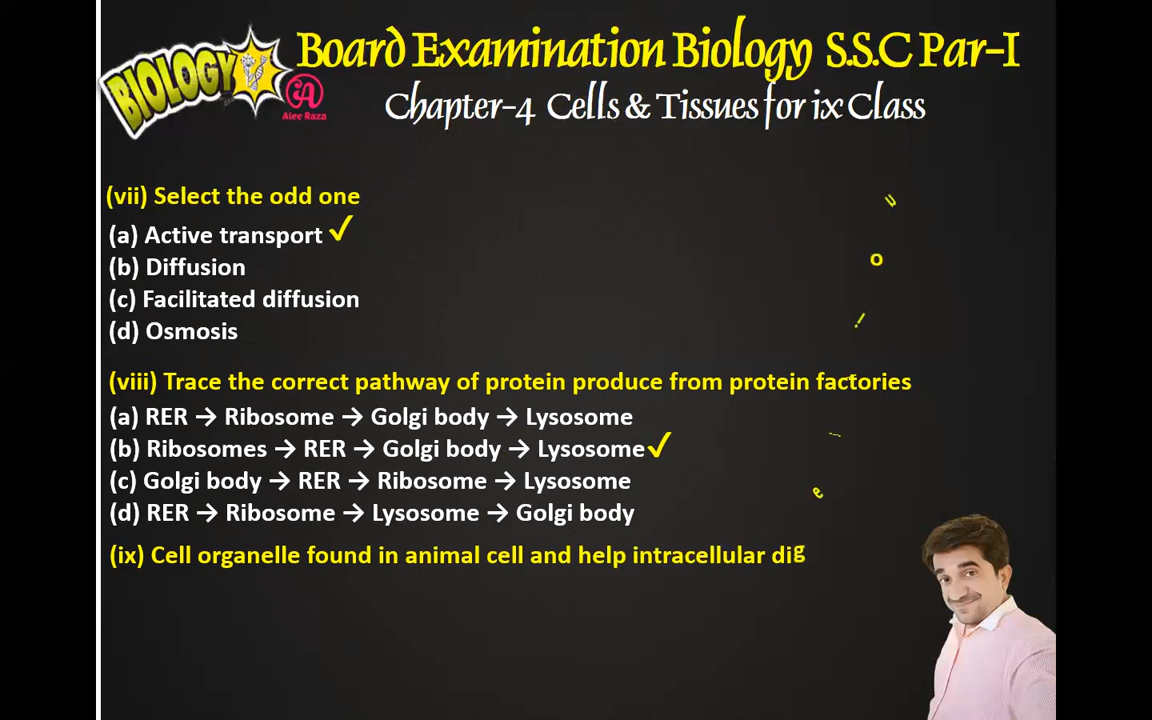 BIOLOGY
Alee Raza
Board Examination Biology S.S.C Par-I
Chapter-4 Cells & Tissues for ix Class
(vii) Select the odd one
(a) Active transport ✓
(b) Diffusion
(c) Facilitated diffusion
(d) Osmosis
(viii) Trace the correct pathway of protein produce from protein factories
(a) RER → Ribosome → Golgi body → Lysosome
(b) Ribosomes → RER → Golgi body → Lysosome ✓
(c) Golgi body → RER → Ribosome → Lysosome
(d) RER → Ribosome → Lysosome → Golgi body
(ix) Cell organelle found in animal cell and help intracellular dig